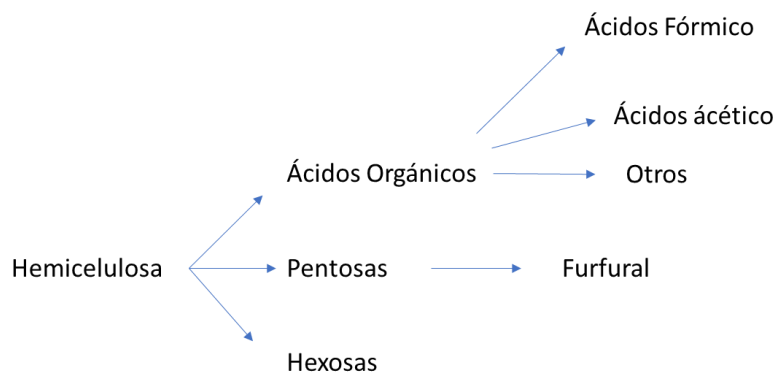 Ácidos Fórmico
Ácidos ácético
Ácidos Orgánicos
Otros
Hemicelulosa
Pentosas
Furfural
Hexosas